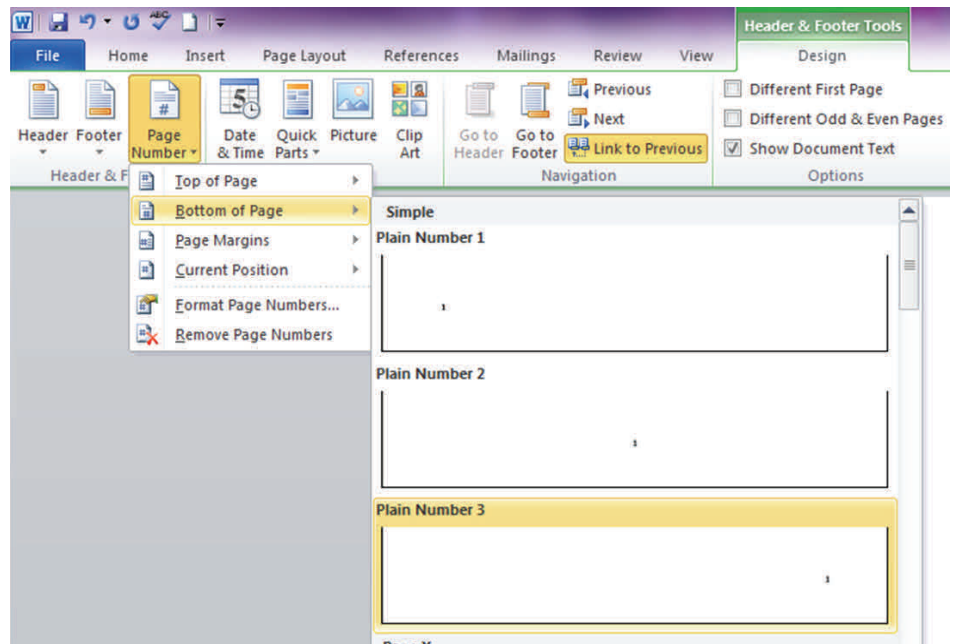 W ABC
Header & Footer Tools
File Home Insert Page Layout References Mailings Review View Design
Header Footer Page Number Date & Time Quick Parts Picture Clip Art Go to Header Go to Footer
Previous
Next
Link to Previous
Different First Page
Different Odd & Even Pages
Show Document Text
Header & F Navigation Options
Top of Page
Bottom of Page
Page Margins
Current Position
Format Page Numbers...
Remove Page Numbers
Simple
Plain Number 1
1
Plain Number 2
1
Plain Number 3
1